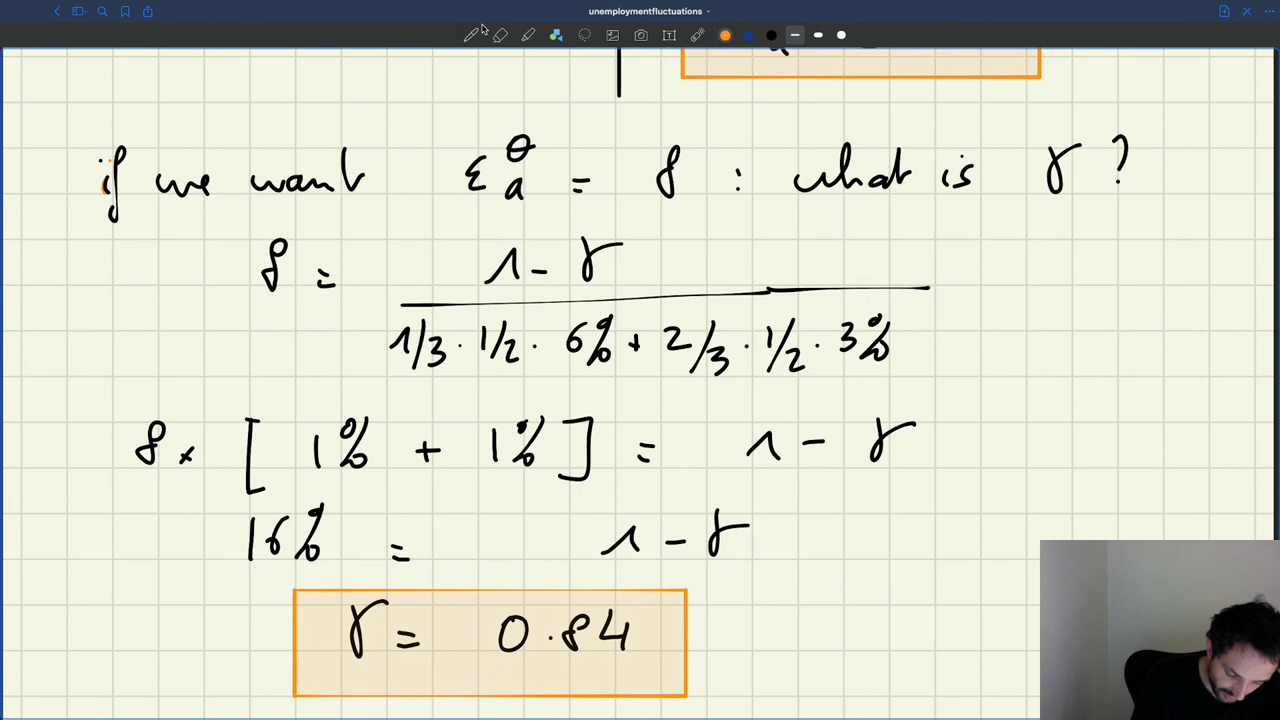 unemploymentfluctuations
if we want ε^θ_a = 8 : what is γ ?
8 = (1 - γ) / (1/3 · 1/2 · 6% + 2/3 · 1/2 · 3%)
8 × [ 1% + 1% ] = 1 - γ
16% = 1 - γ
γ = 0.84